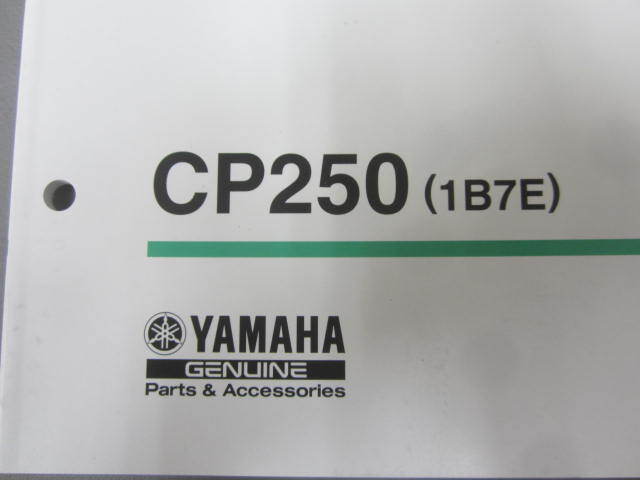 CP250 (1B7E)
YAMAHA
GENUINE
Parts & Accessories